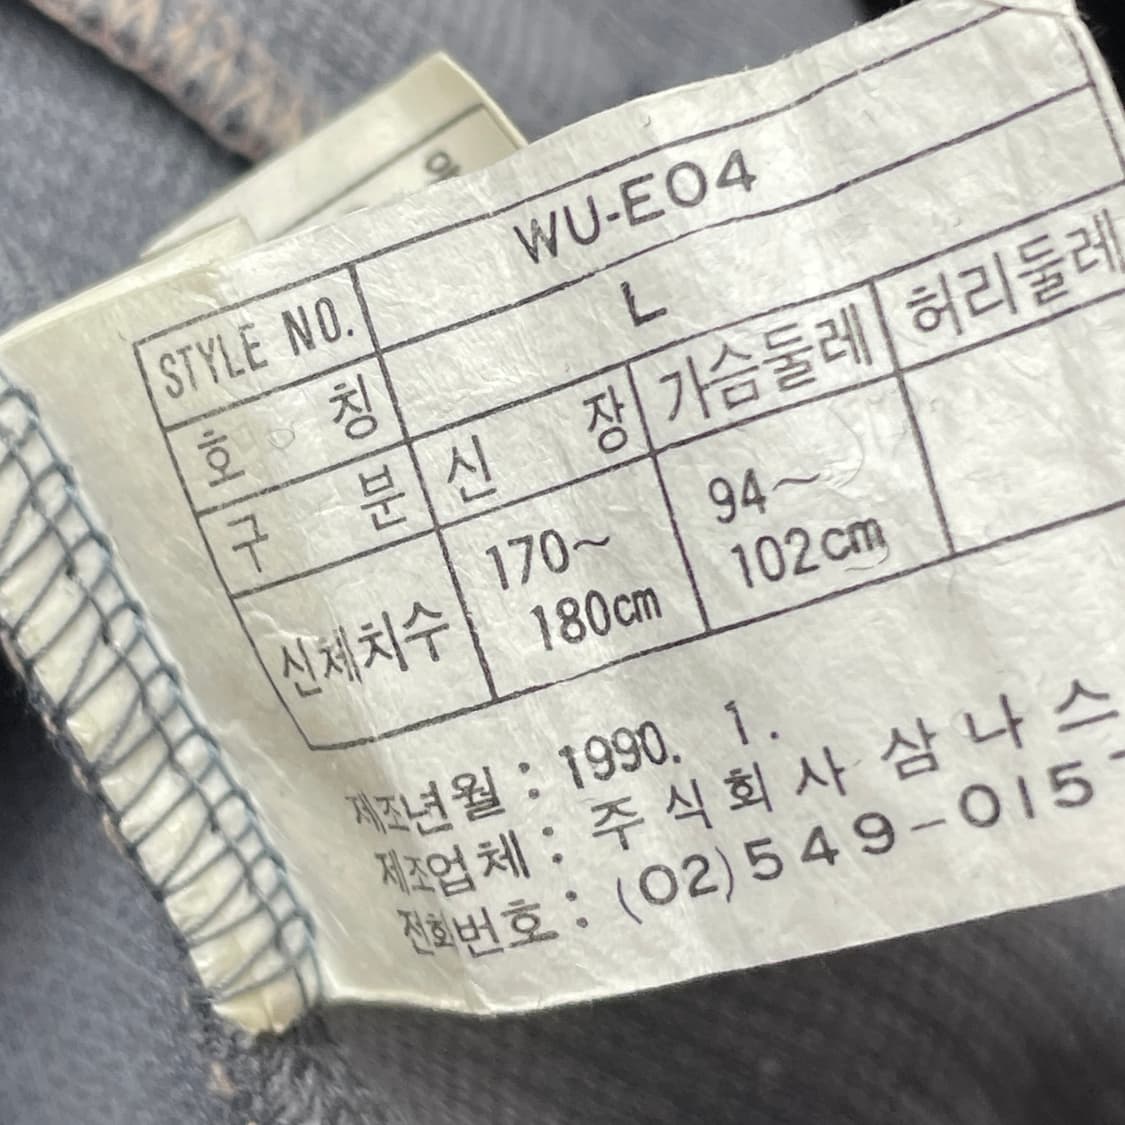 STYLE NO. WU-E04
호 칭 L
구 분 신 장 가슴둘레 허리둘레
신체치수 170~ 180cm 94~ 102cm
제조년월 : 1990. 1.
제조업체 : 주식회사 삼나스
전화번호 : (02)549-0157